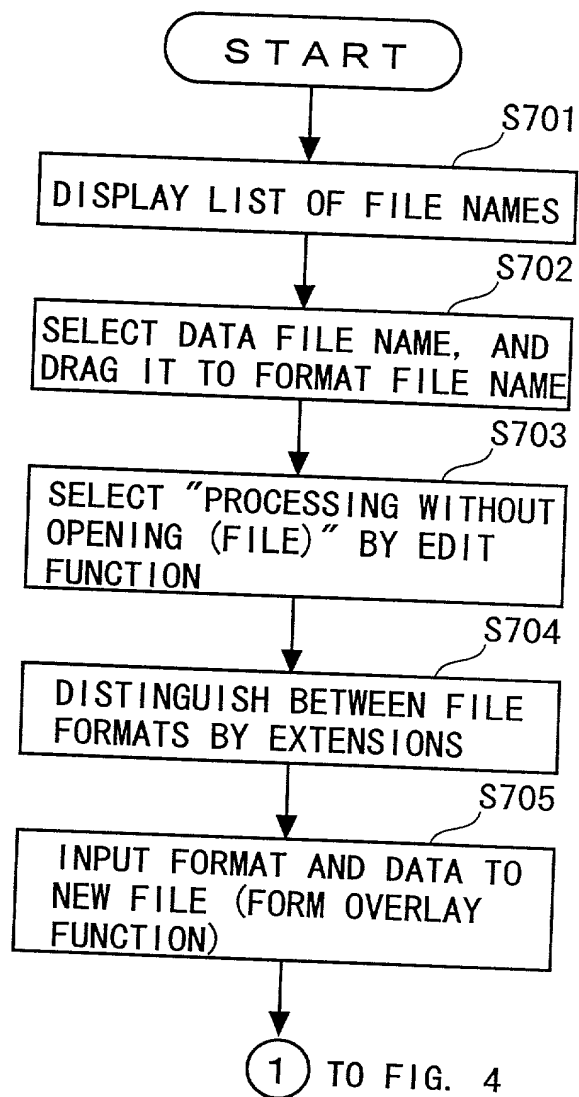 START
S701
DISPLAY LIST OF FILE NAMES
S702
SELECT DATA FILE NAME, AND
DRAG IT TO FORMAT FILE NAME
S703
SELECT "PROCESSING WITHOUT
OPENING (FILE)" BY EDIT
FUNCTION
S704
DISTINGUISH BETWEEN FILE
FORMATS BY EXTENSIONS
S705
INPUT FORMAT AND DATA TO
NEW FILE (FORM OVERLAY
FUNCTION)
1 TO FIG. 4